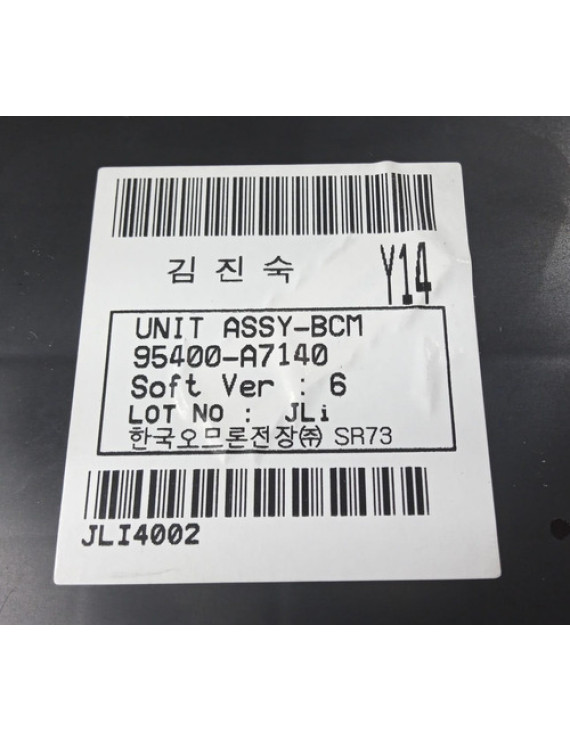 김진숙 Y14
UNIT ASSY-BCM
95400-A7140
Soft Ver : 6
LOT NO : JLi
한국오므론전장㈜ SR73
JLI4002